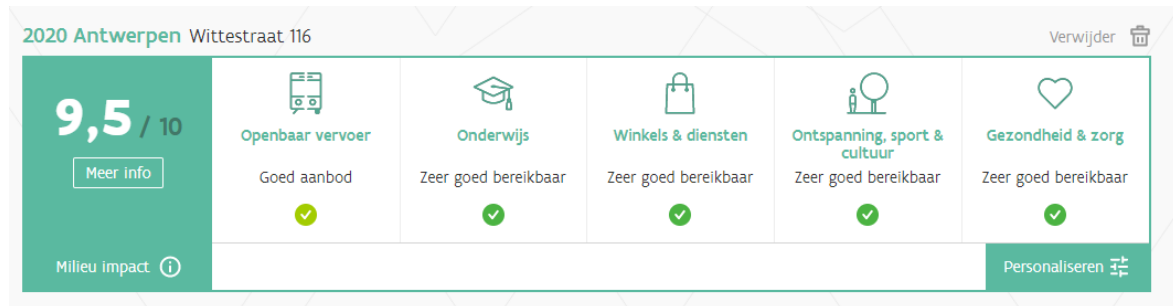 2020 Antwerpen Wittestraat 116
Verwijder
9,5 / 10
Meer info
Milieu impact
Openbaar vervoer
Goed aanbod
Onderwijs
Zeer goed bereikbaar
Winkels & diensten
Zeer goed bereikbaar
Ontspanning, sport &
cultuur
Zeer goed bereikbaar
Gezondheid & zorg
Zeer goed bereikbaar
Personaliseren